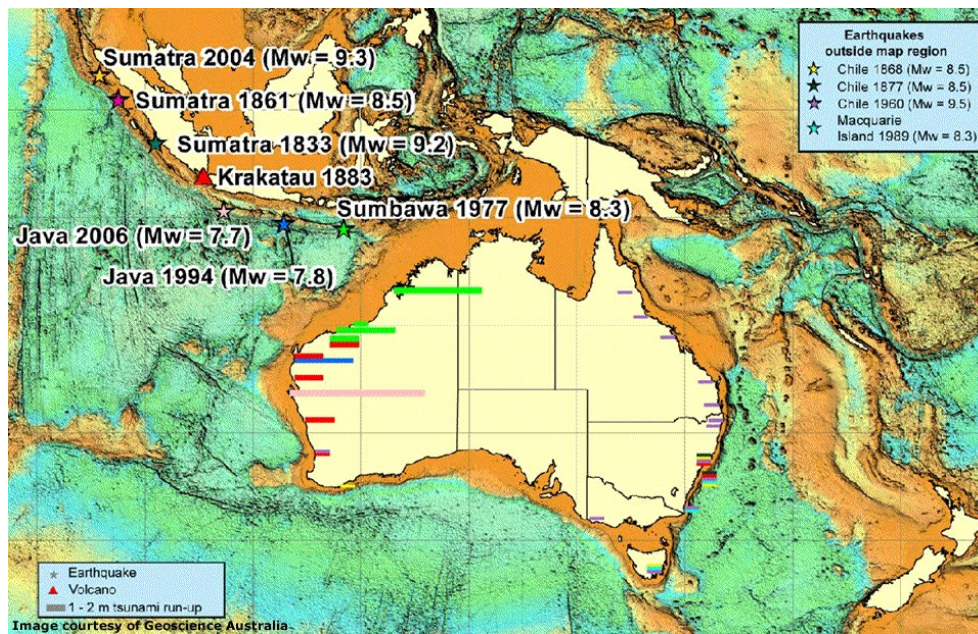 Sumatra 2004 (Mw = 9.3)
Sumatra 1861 (Mw = 8.5)
Sumatra 1833 (Mw = 9.2)
Krakatau 1883
Sumbawa 1977 (Mw = 8.3)
Java 2006 (Mw = 7.7)
Java 1994 (Mw = 7.8)
Earthquakes
outside map region
Chile 1868 (Mw = 8.5)
Chile 1877 (Mw = 8.5)
Chile 1960 (Mw = 9.5)
Macquarie
Island 1989 (Mw = 8.3)
Earthquake
Volcano
1 - 2 m tsunami run-up
Image courtesy of Geoscience Australia